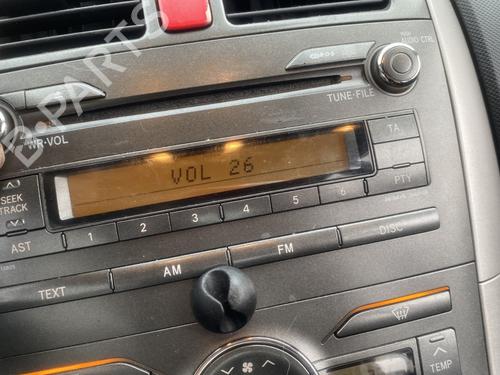 AUDIO CTRL
TUNE•FILE
PWR•VOL
VOL 26
TA
PTY
SEEK
TRACK
1 2 3 4 5 6
AST
DISC
FM
AM
TEXT
TEMP
B-PARTS